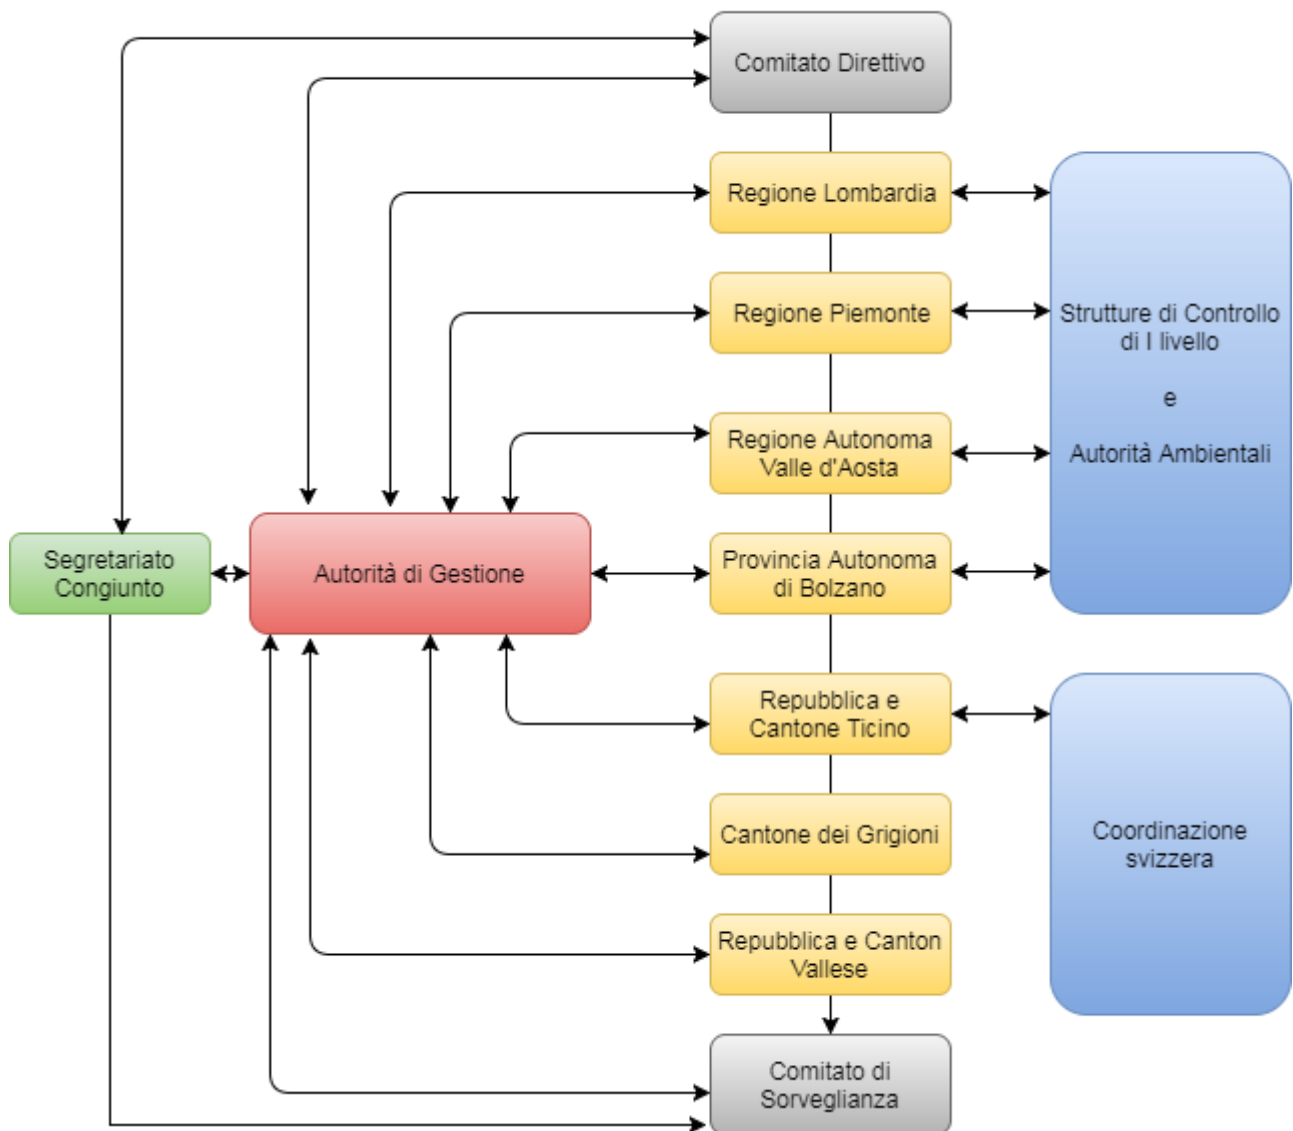 Comitato Direttivo
Regione Lombardia
Regione Piemonte
Regione Autonoma
Valle d'Aosta
Strutture di Controllo
di I livello
e
Autorità Ambientali
Segretariato
Congiunto
Autorità di Gestione
Provincia Autonoma
di Bolzano
Repubblica e
Cantone Ticino
Cantone dei Grigioni
Coordinazione
svizzera
Repubblica e Canton
Vallese
Comitato di
Sorveglianza